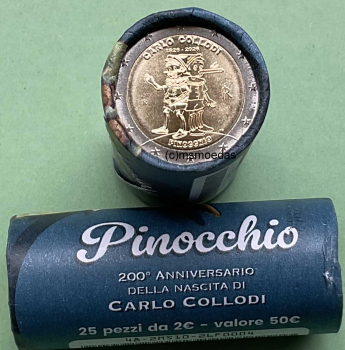 CARLO COLLODI
1826 - 2026
PINOCCHIO
(c)mamoedas
Pinocchio
200° ANNIVERSARIO
DELLA NASCITA DI
CARLO COLLODI
25 pezzi da 2€ - valore 50€